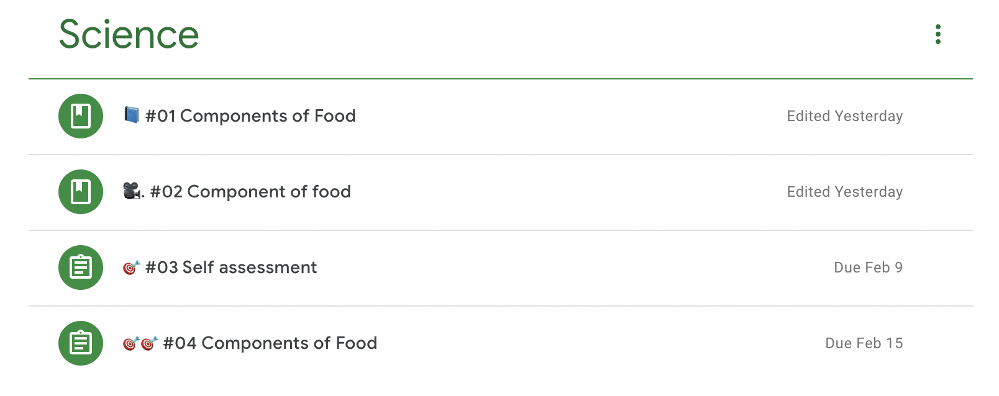 Science
📘 #01 Components of Food
Edited Yesterday
🎥. #02 Component of food
Edited Yesterday
🎯 #03 Self assessment
Due Feb 9
🎯🎯 #04 Components of Food
Due Feb 15